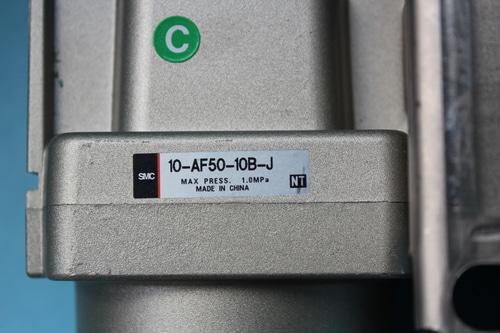 C
SMC
10-AF50-10B-J
MAX PRESS. 1.0MPa
MADE IN CHINA
NT